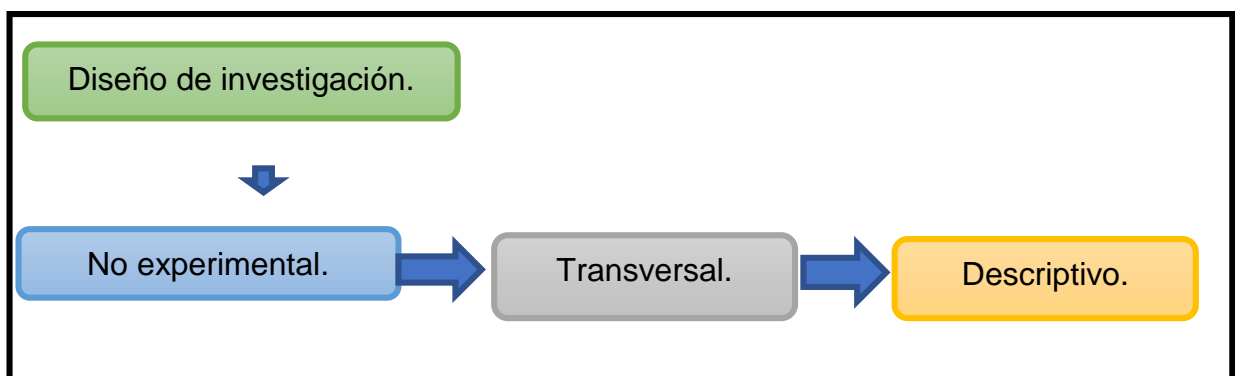 Diseño de investigación.
No experimental.
Transversal.
Descriptivo.